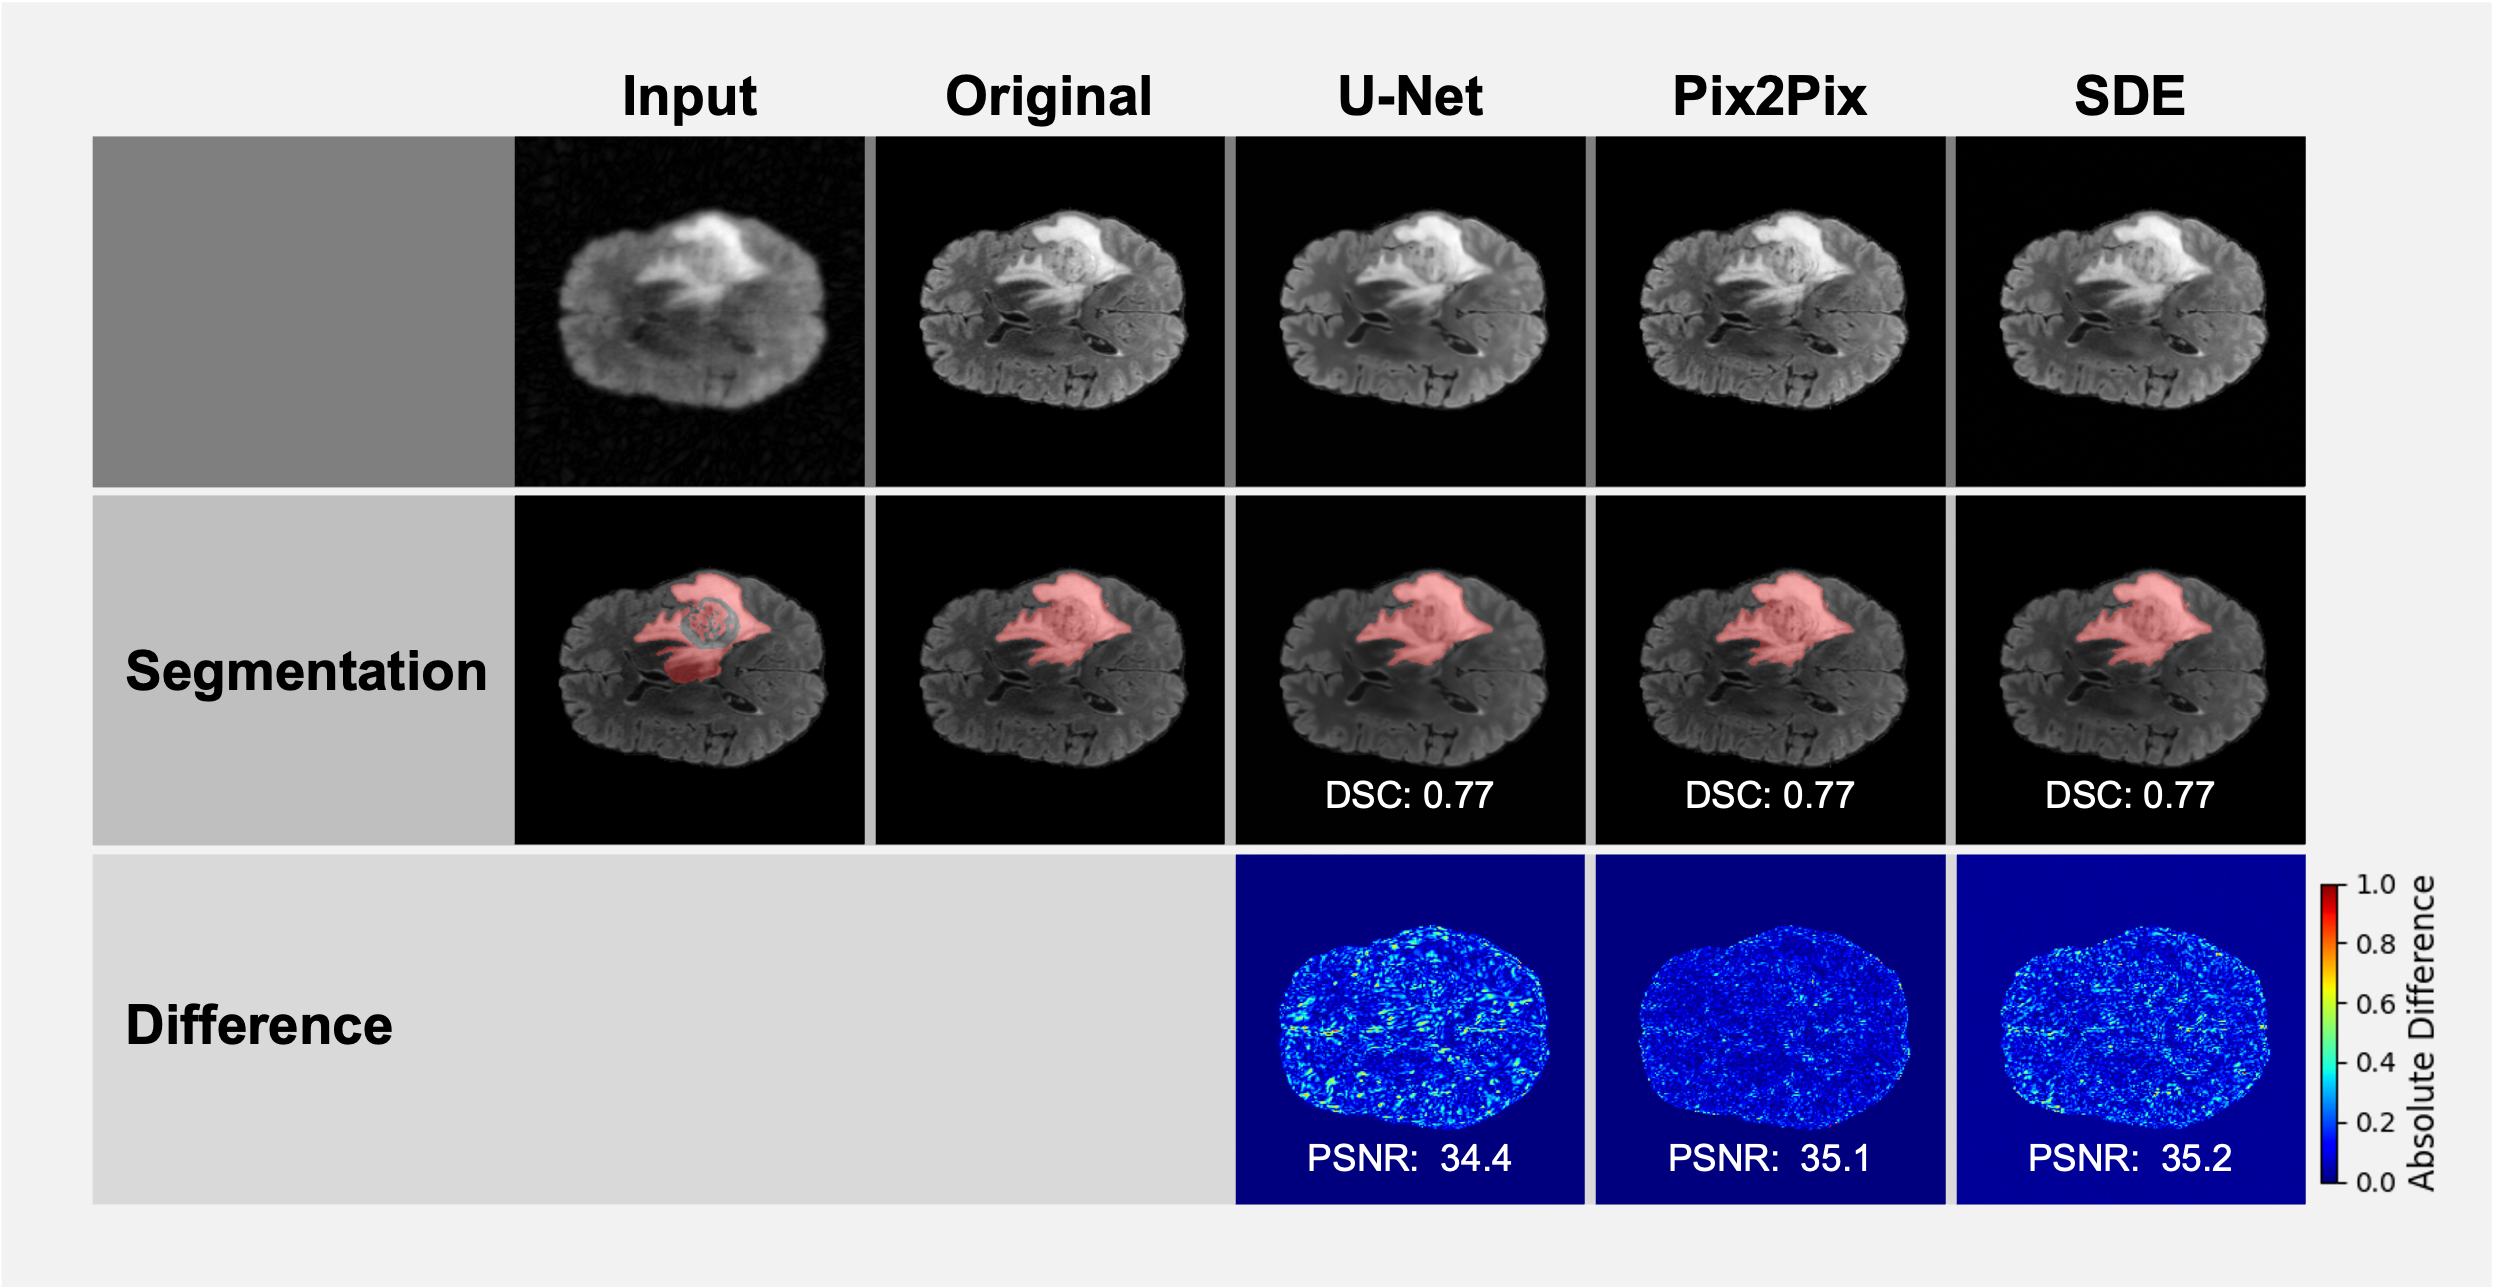 Input Original U-Net Pix2Pix SDE
Segmentation
DSC: 0.77 DSC: 0.77 DSC: 0.77
Difference
PSNR: 34.4 PSNR: 35.1 PSNR: 35.2
1.0
0.8
0.6
0.4
0.2
0.0
Absolute Difference